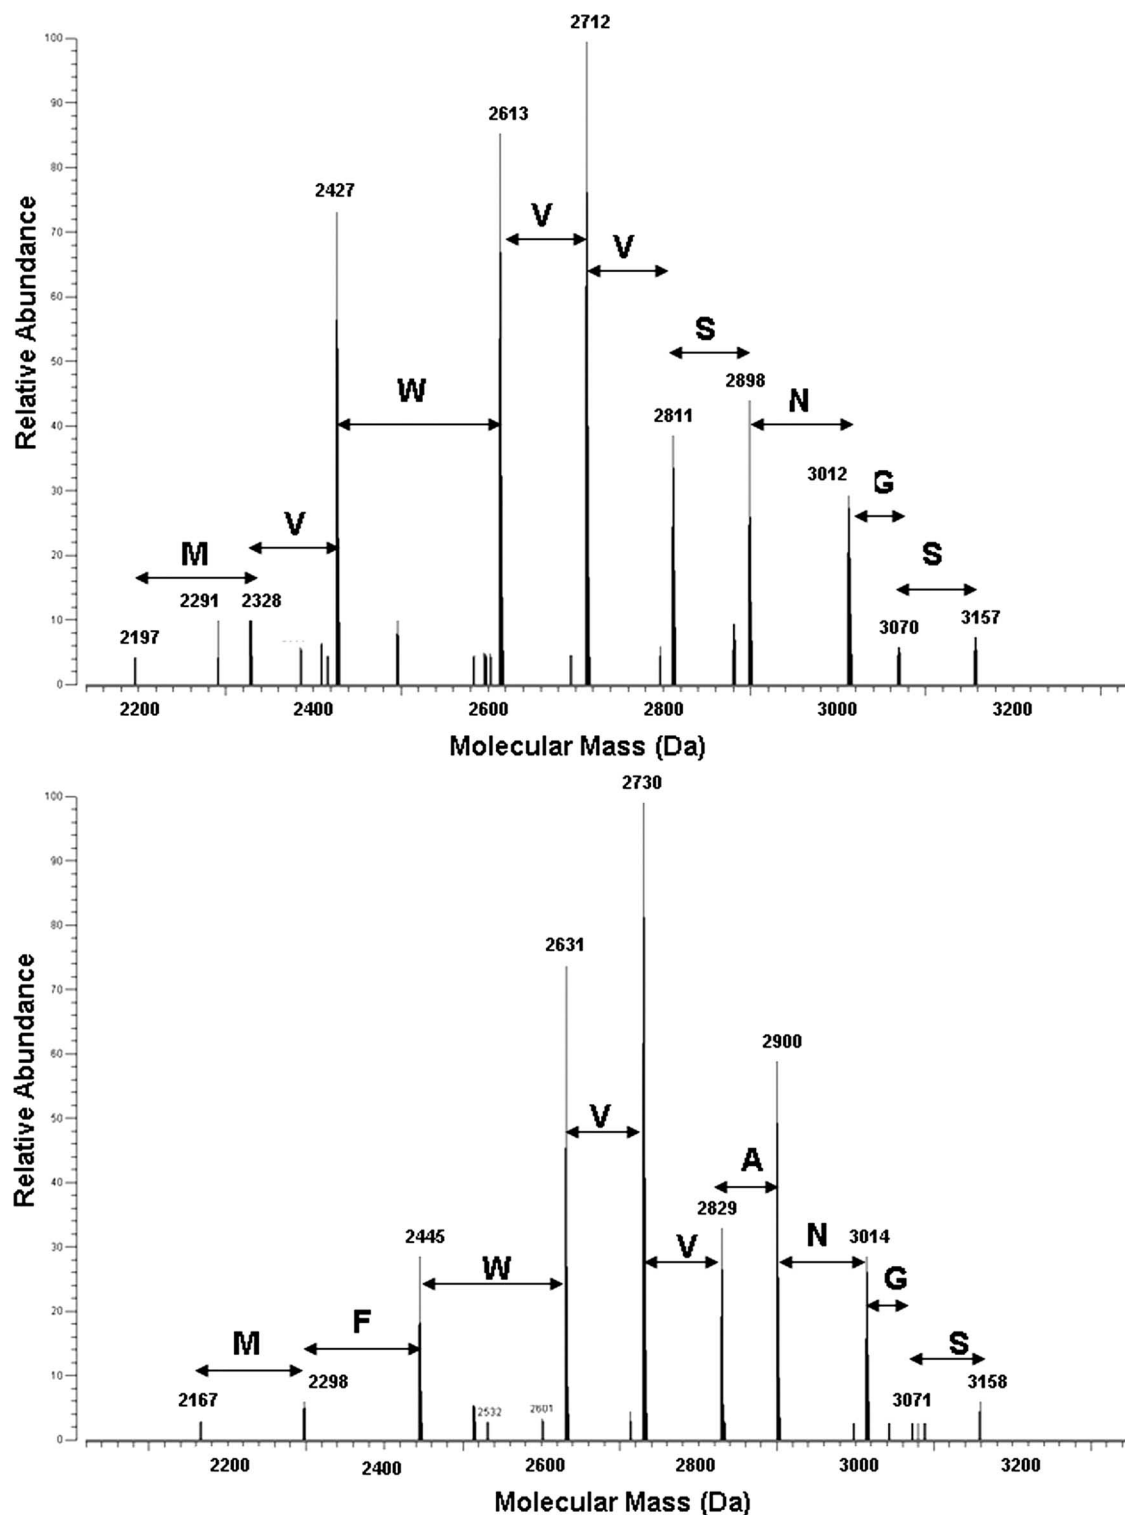 2712
100
2613
90
2427
80
V
70
V
60
S
50
2898
W
N
2811
40
3012
30
G
V
S
20
M
2291 2328
10
2197
3070
3157
0
2200 2400 2600 2800 3000 3200
Molecular Mass (Da)
Relative Abundance
2730
100
90
80
2631
70
2900
60
V
50
A
40
2829
2445
3014
30
W
V
N
G
20
F
M
S
10
2167
2298
2532
2601
3071
3158
0
2200 2400 2600 2800 3000 3200
Molecular Mass (Da)
Relative Abundance